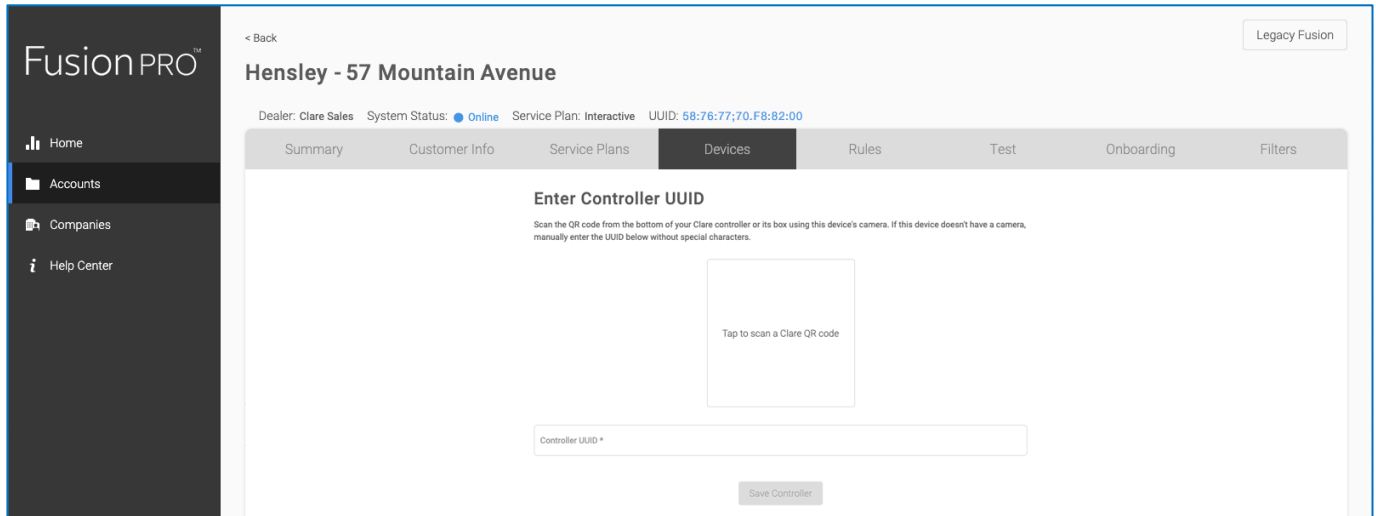 FusionPRO™
Home
Accounts
Companies
Help Center
< Back
Legacy Fusion
Hensley - 57 Mountain Avenue
Dealer: Clare Sales System Status: Online Service Plan: Interactive UUID: 58:76:77;70.F8:82:00
Summary Customer Info Service Plans Devices Rules Test Onboarding Filters
Enter Controller UUID
Scan the QR code from the bottom of your Clare controller or its box using this device's camera. If this device doesn't have a camera,
manually enter the UUID below without special characters.
Tap to scan a Clare QR code
Controller UUID *
Save Controller